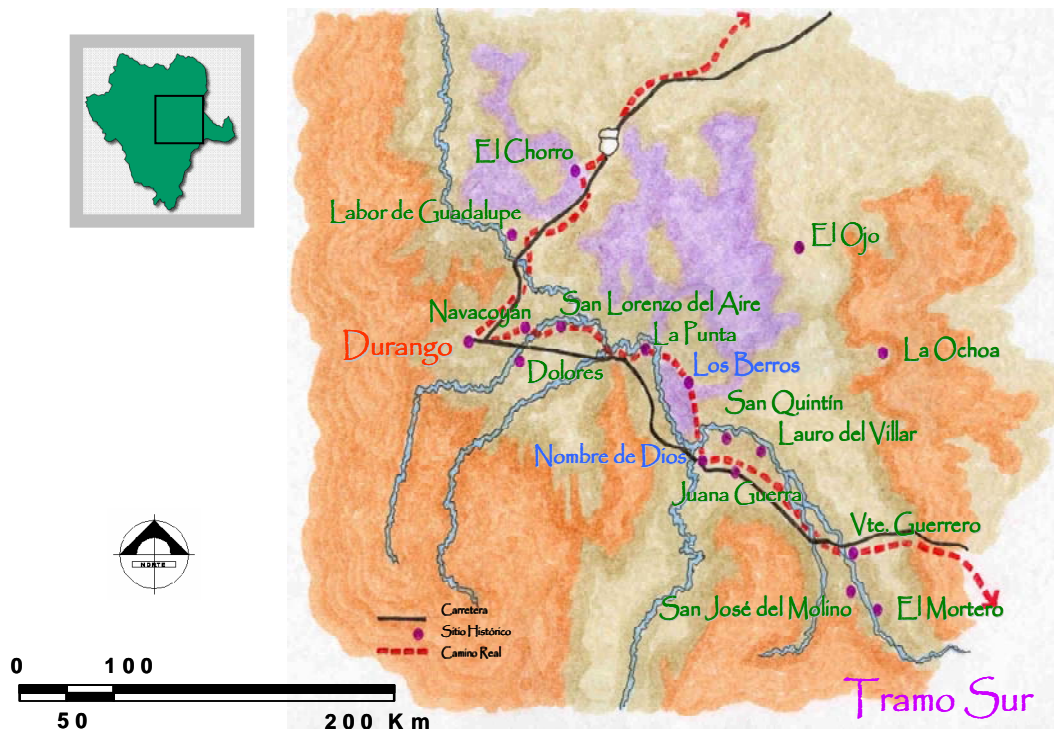 El Chorro
Labor de Guadalupe
El Ojo
San Lorenzo del Aire
Navacoyan
La Punta
Durango
La Ochoa
Dolores
Los Berros
San Quintín
Lauro del Villar
Nombre de Dios
Juana Guerra
Vte. Guerrero
NORTE
San José del Molino
El Mortero
Carretera
Sitio Histórico
Camino Real
0 100
50 200 Km
Tramo Sur